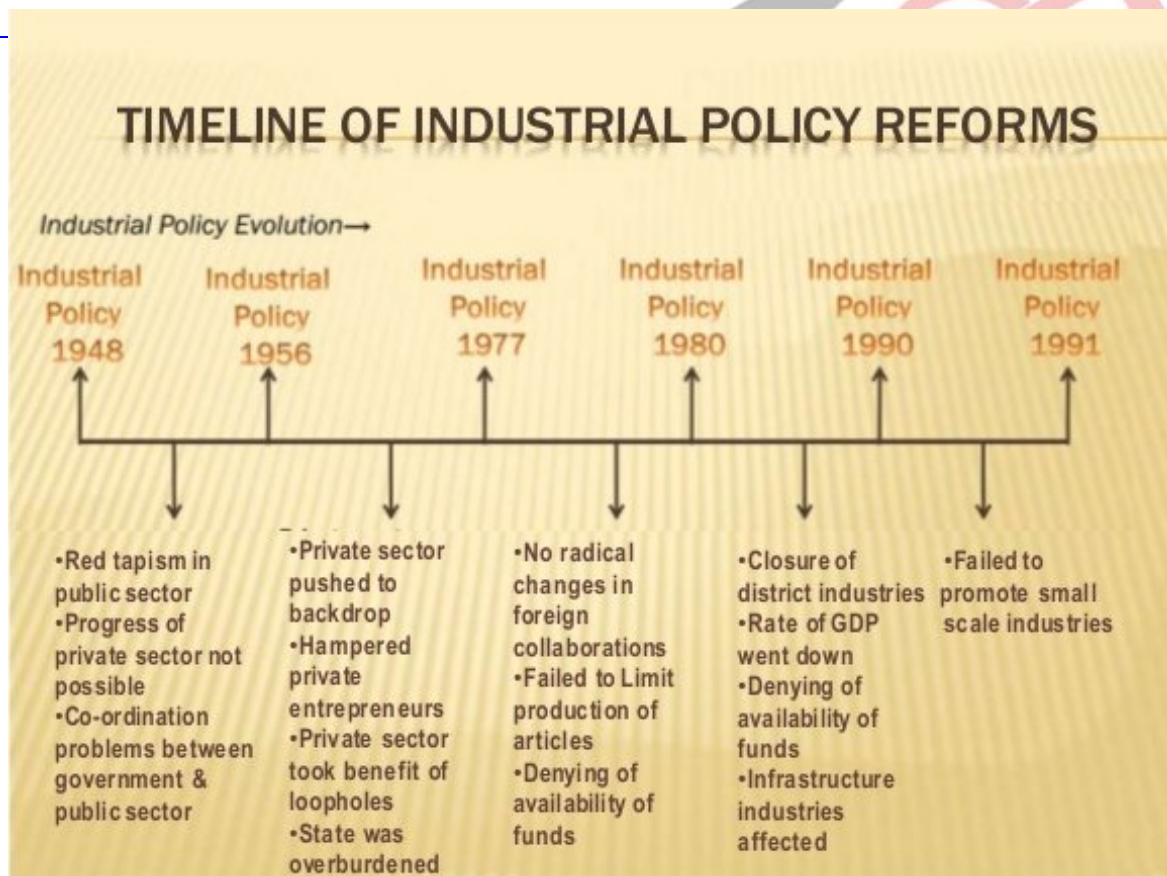 TIMELINE OF INDUSTRIAL POLICY REFORMS
Industrial Policy Evolution→
Industrial
Policy
1948
Industrial
Policy
1956
Industrial
Policy
1977
Industrial
Policy
1980
Industrial
Policy
1990
Industrial
Policy
1991
•Red tapism in
public sector
•Progress of
private sector not
possible
•Co-ordination
problems between
government &
public sector
•Private sector
pushed to
backdrop
•Hampered
private
entrepreneurs
•Private sector
took benefit of
loopholes
•State was
overburdened
•No radical
changes in
foreign
collaborations
•Failed to Limit
production of
articles
•Denying of
availability of
funds
•Closure of
district industries
•Rate of GDP
went down
•Denying of
availability of
funds
•Infrastructure
industries
affected
•Failed to
promote small
scale industries